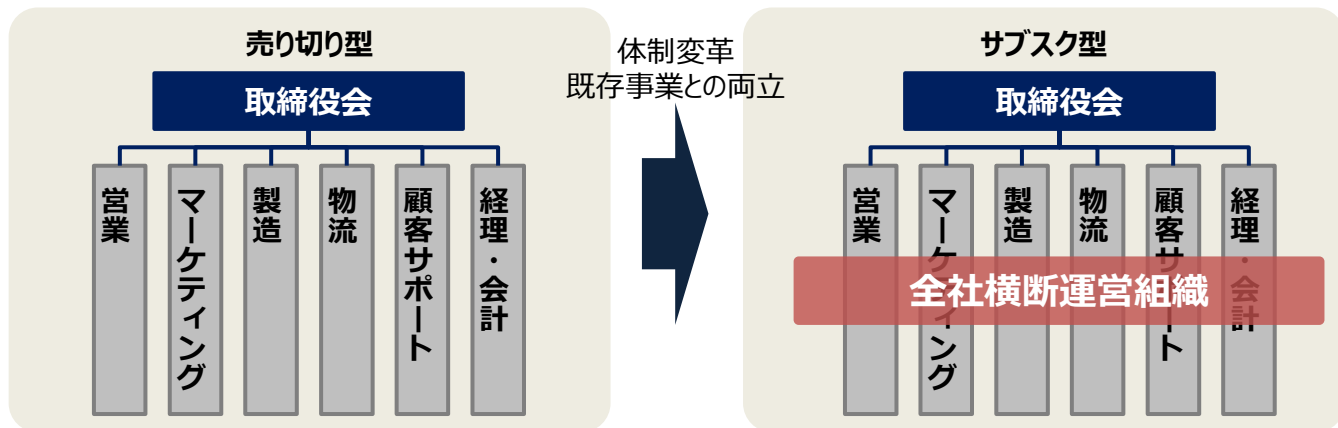 売り切り型
取締役会
営業
マーケティング
製造
物流
顧客サポート
経理・会計
体制変革
既存事業との両立
サブスク型
取締役会
営業
マーケティング
製造
物流
顧客サポート
経理・会計
全社横断運営組織